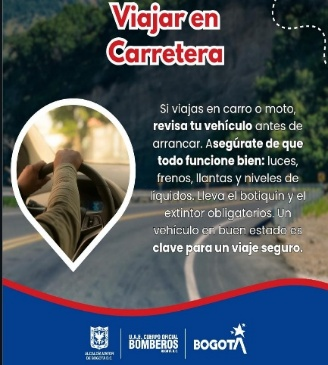 Viajar en
Carretera
Si viajas en carro o moto,
revisa tu vehículo antes de
arrancar. Asegúrate de que
todo funcione bien: luces,
frenos, llantas y niveles de
líquidos. Lleva el botiquín y el
extintor obligatorios. Un
vehículo en buen estado es
clave para un viaje seguro.
ALCALDÍA MAYOR
DE BOGOTÁ D.C.
U.A.E. CUERPO OFICIAL
BOMBEROS
BOGOTÁ